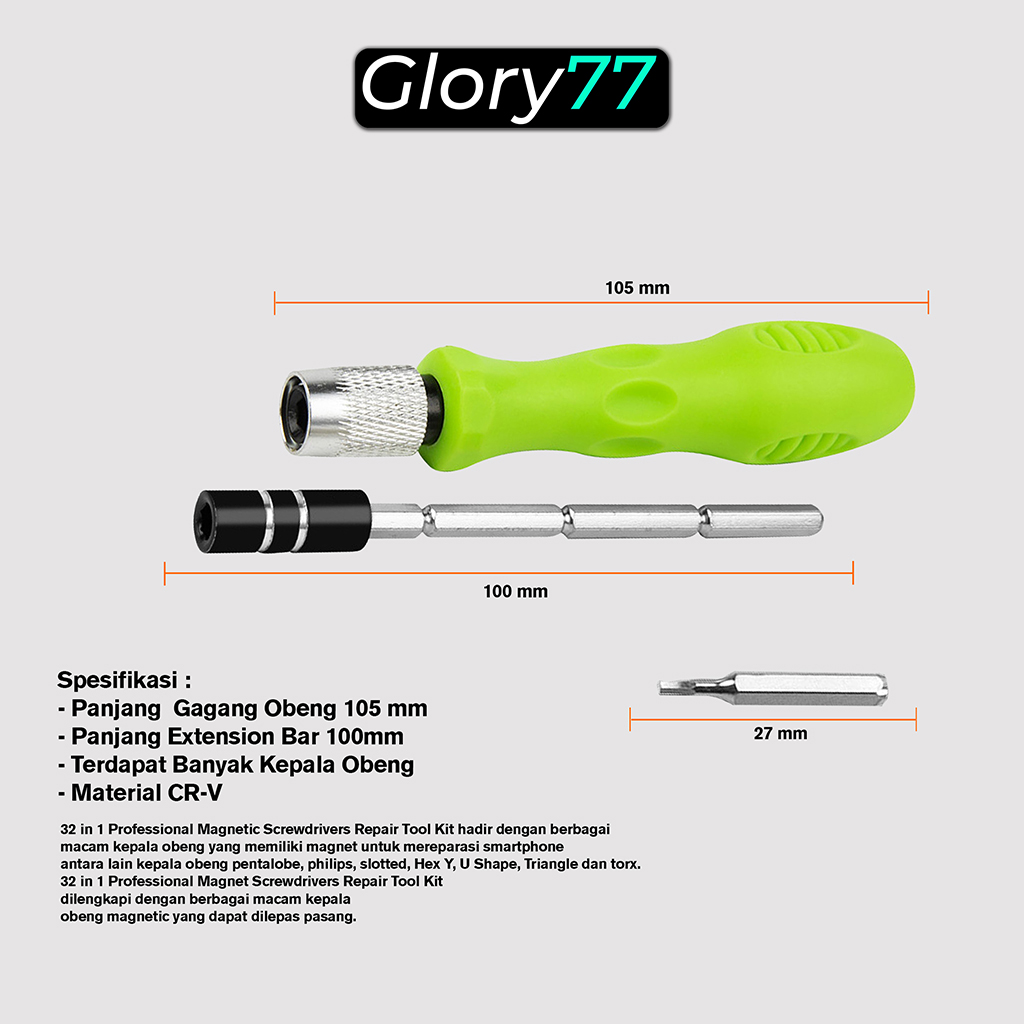 Glory77
105 mm
100 mm
27 mm
Spesifikasi :
- Panjang  Gagang Obeng 105 mm
- Panjang Extension Bar 100mm
- Terdapat Banyak Kepala Obeng
- Material CR-V
32 in 1 Professional Magnetic Screwdrivers Repair Tool Kit hadir dengan berbagai
macam kepala obeng yang memiliki magnet untuk mereparasi smartphone
antara lain kepala obeng pentalobe, philips, slotted, Hex Y, U Shape, Triangle dan torx.
32 in 1 Professional Magnet Screwdrivers Repair Tool Kit
dilengkapi dengan berbagai macam kepala
obeng magnetic yang dapat dilepas pasang.